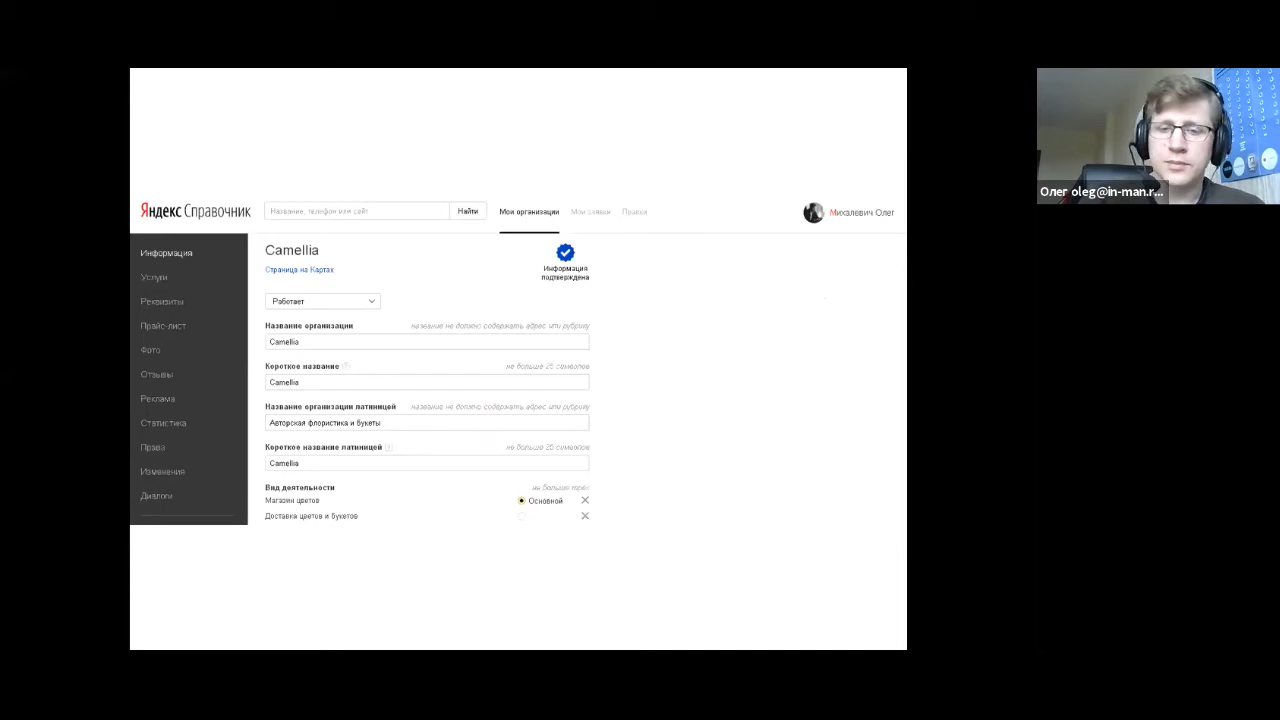 Яндекс Справочник
Название, телефон или сайт
Найти
Мои организации
Мои заявки
Правки
Михалевич Олег
Информация
Услуги
Реквизиты
Прайс-лист
Фото
Отзывы
Реклама
Статистика
Права
Изменения
Диалоги
Camellia
Страница на Картах
Информация
подтверждена
Работает
Название организации название не должно содержать адрес или рубрику
Camellia
Короткое название ? не больше 25 символов
Camellia
Название организации латиницей название не должно содержать адрес или рубрику
Авторская флористика и букеты
Короткое название латиницей ? не больше 25 символов
Camellia
Вид деятельности не больше трёх
Магазин цветов Основной
Доставка цветов и букетов
Олег oleg@in-man.r...